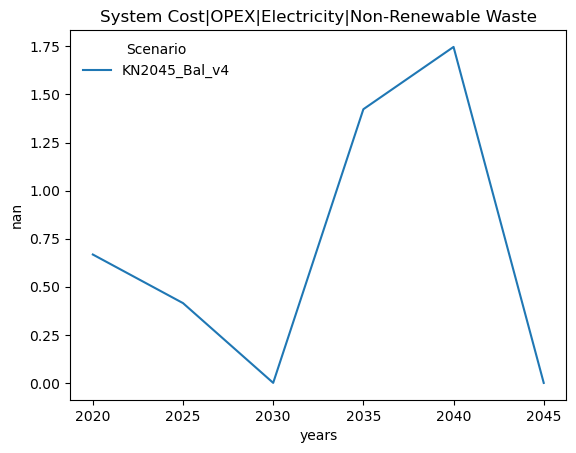 System Cost|OPEX|Electricity|Non-Renewable Waste
Scenario
KN2045_Bal_v4
1.75
1.50
1.25
1.00
0.75
0.50
0.25
0.00
nan
2020 2025 2030 2035 2040 2045
years